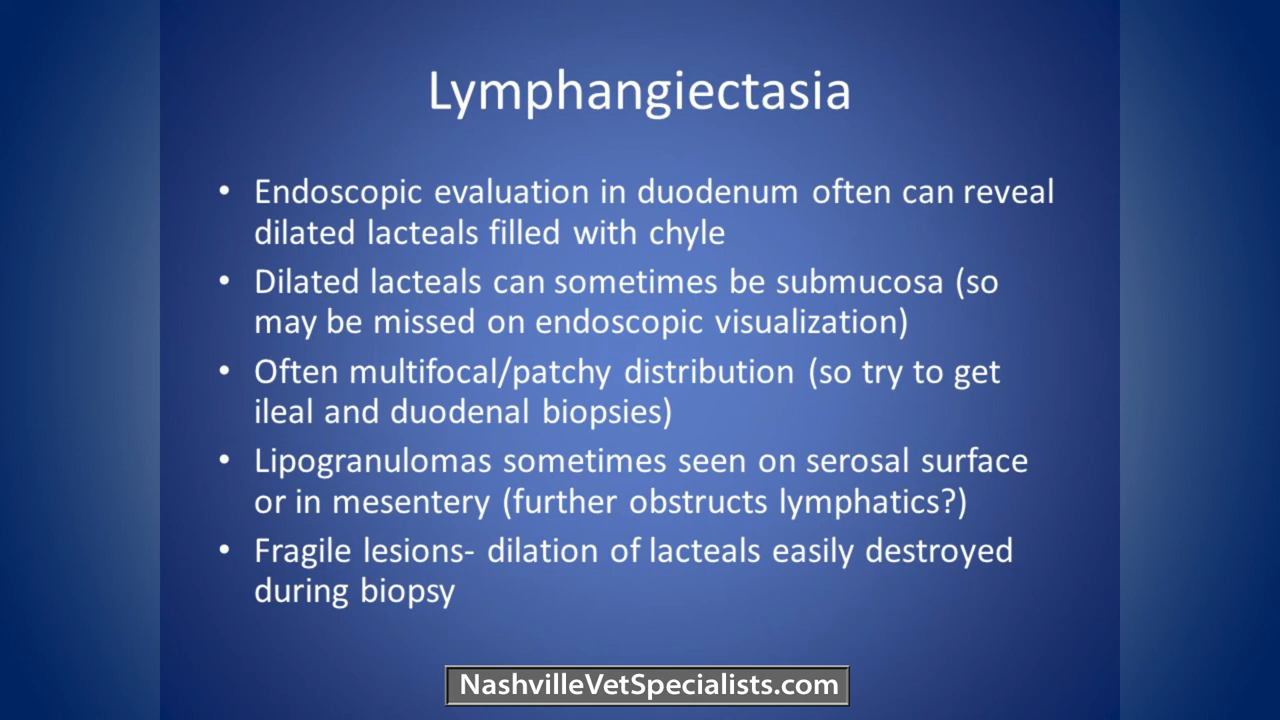 Lymphangiectasia
• Endoscopic evaluation in duodenum often can reveal
dilated lacteals filled with chyle
• Dilated lacteals can sometimes be submucosa (so
may be missed on endoscopic visualization)
• Often multifocal/patchy distribution (so try to get
ileal and duodenal biopsies)
• Lipogranulomas sometimes seen on serosal surface
or in mesentery (further obstructs lymphatics?)
• Fragile lesions- dilation of lacteals easily destroyed
during biopsy
NashvilleVetSpecialists.com